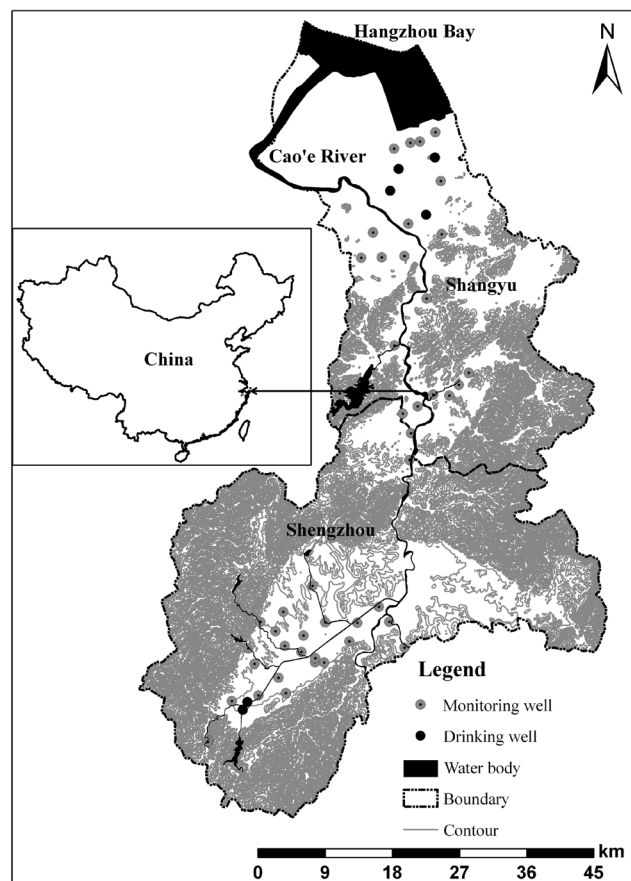 Hangzhou Bay
N
Cao'e River
Shangyu
China
Shengzhou
Legend
Monitoring well
Drinking well
Water body
Boundary
Contour
km
0 9 18 27 36 45